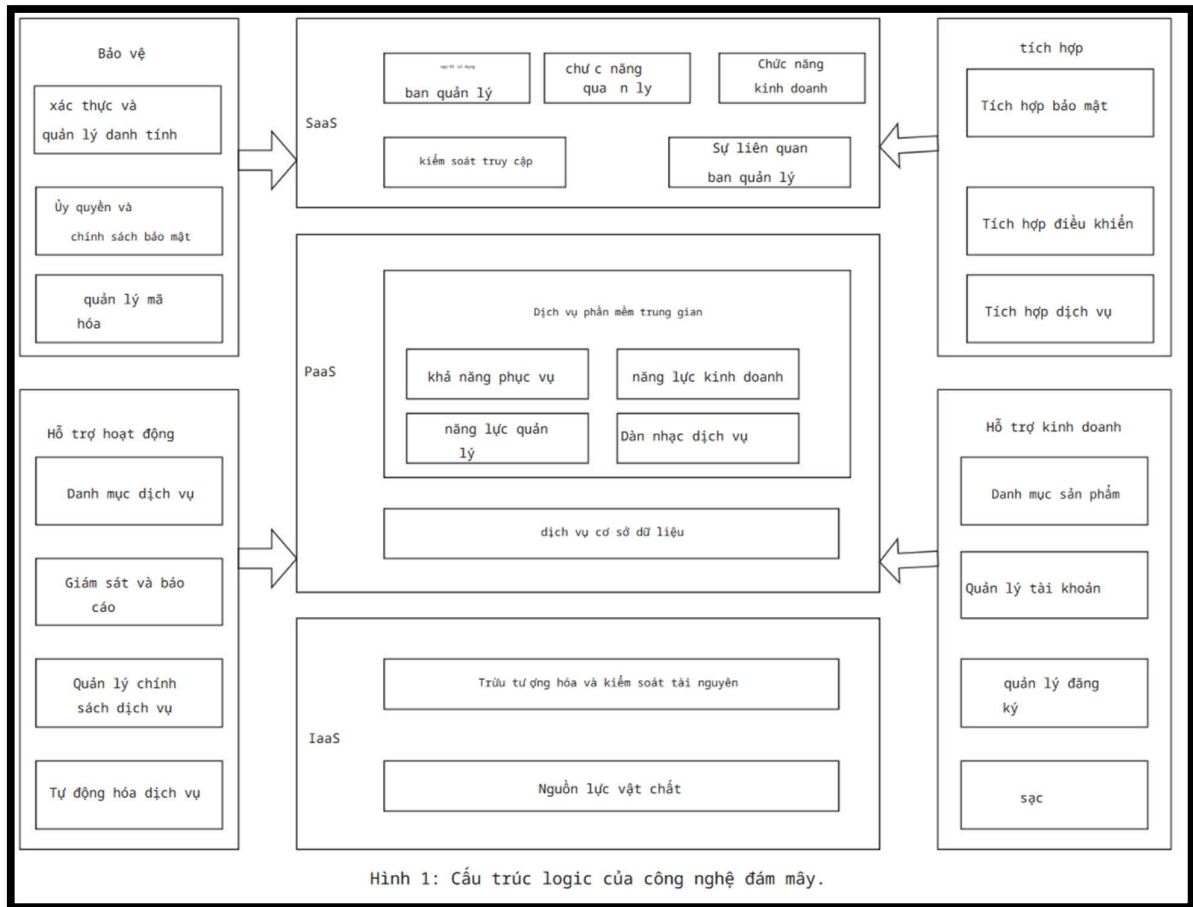 Bảo vệ
xác thực và
quản lý danh tính
Ủy quyền và
chính sách bảo mật
quản lý mã
hóa
Hỗ trợ hoạt động
Danh mục dịch vụ
Giám sát và báo
cáo
Quản lý chính
sách dịch vụ
Tự động hóa dịch vụ
SaaS
người sử dụng
ban quản lý
chư c năng
qua n ly
Chức năng
kinh doanh
kiểm soát truy cập
Sự liên quan
ban quản lý
PaaS
Dịch vụ phần mềm trung gian
khả năng phục vụ
năng lực kinh doanh
năng lực quản
lý
Dàn nhạc dịch vụ
dịch vụ cơ sở dữ liệu
IaaS
Trừu tư ợng hóa và kiểm soát tài nguyên
Nguồn lực vật chất
tích hợp
Tích hợp bảo mật
Tích hợp điều khiển
Tích hợp dịch vụ
Hỗ trợ kinh doanh
Danh mục sản phẩm
Quản lý tài khoản
quản lý đăng
ký
sạc
Hình 1: Cấu trúc logic của công nghệ đám mây.